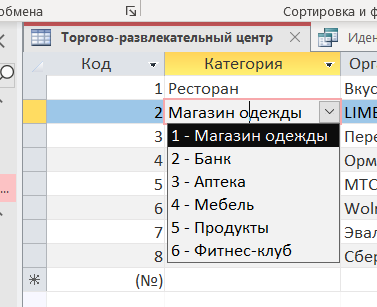 обмена
Сортировка и ф
Торгово-развлекательный центр
Иден
Код Категория Орг
1 Ресторан Вкус
2 Магазин одежды LIME
3 Пере
4 Орм
5 МТС
6 Woln
7 Эвал
8 Сбер
(№)
1 - Магазин одежды
2 - Банк
3 - Аптека
4 - Мебель
5 - Продукты
6 - Фитнес-клуб